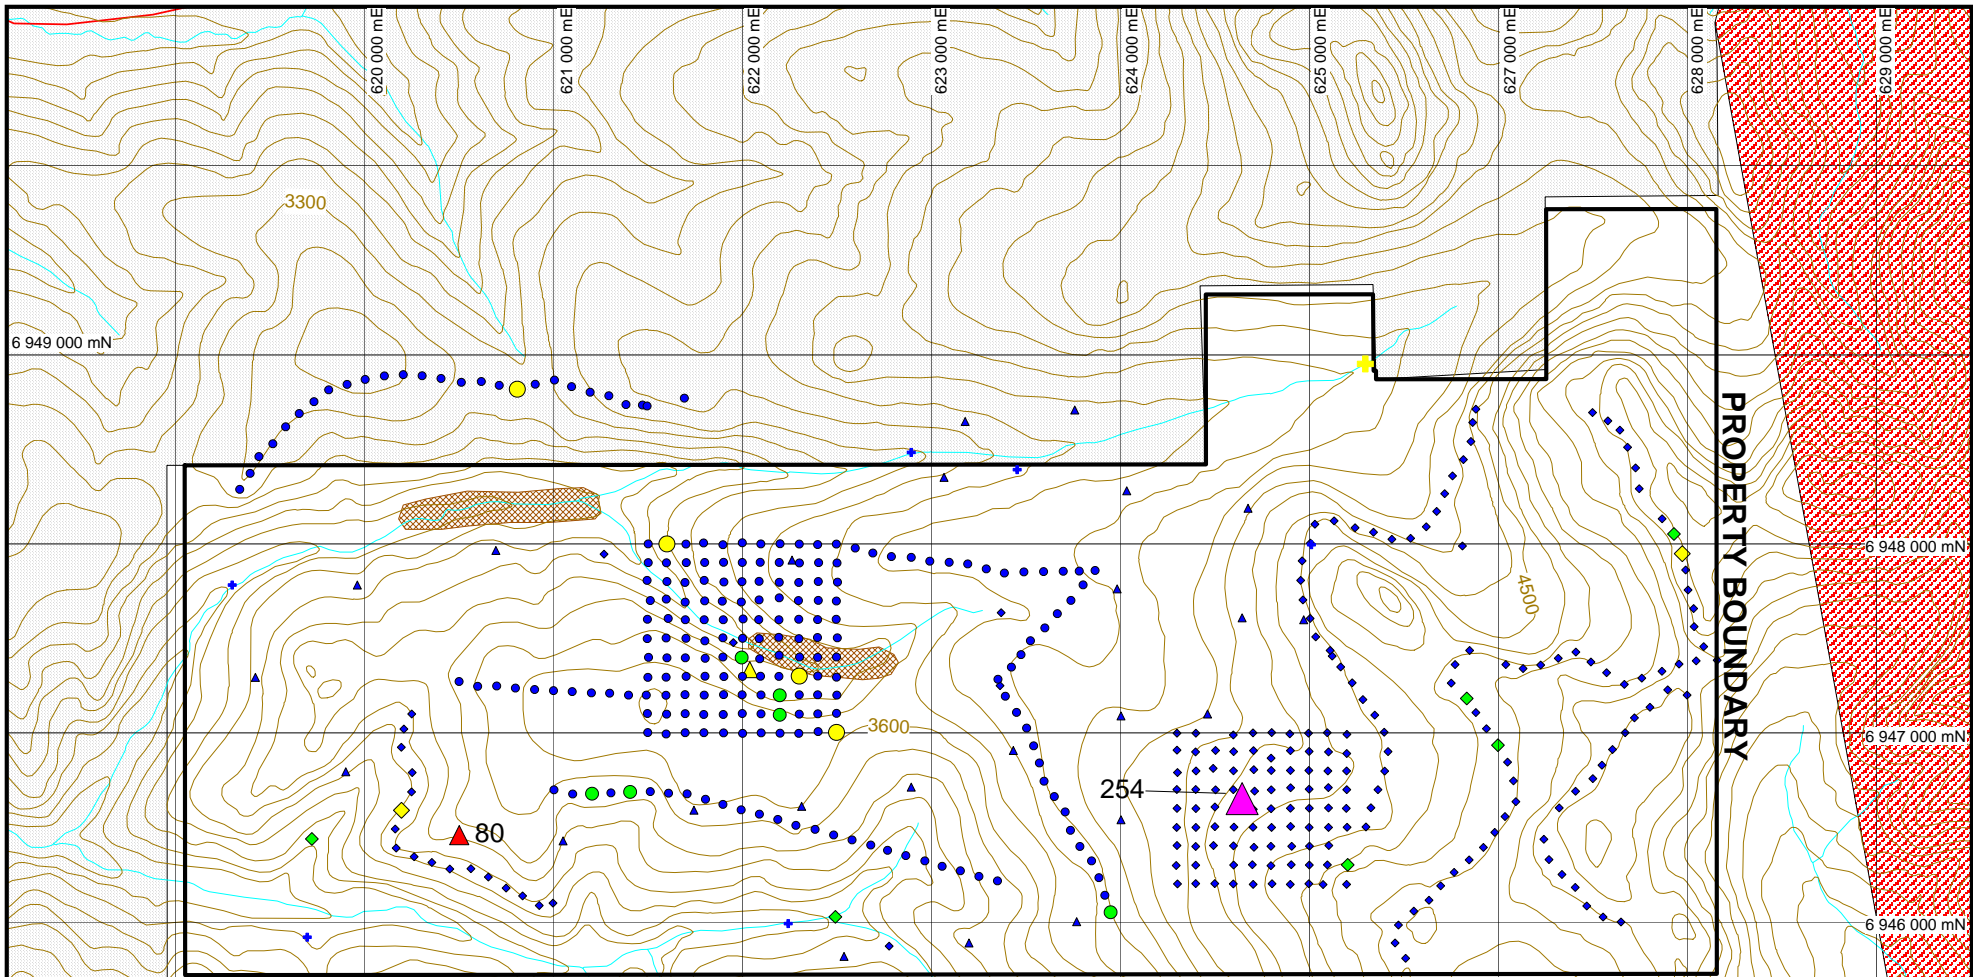 620 000 mE
621 000 mE
622 000 mE
623 000 mE
624 000 mE
625 000 mE
627 000 mE
628 000 mE
629 000 mE
3300
6 949 000 mN
PROPERTY BOUNDARY
6 948 000 mN
4500
3600
6 947 000 mN
254
80
6 946 000 mN